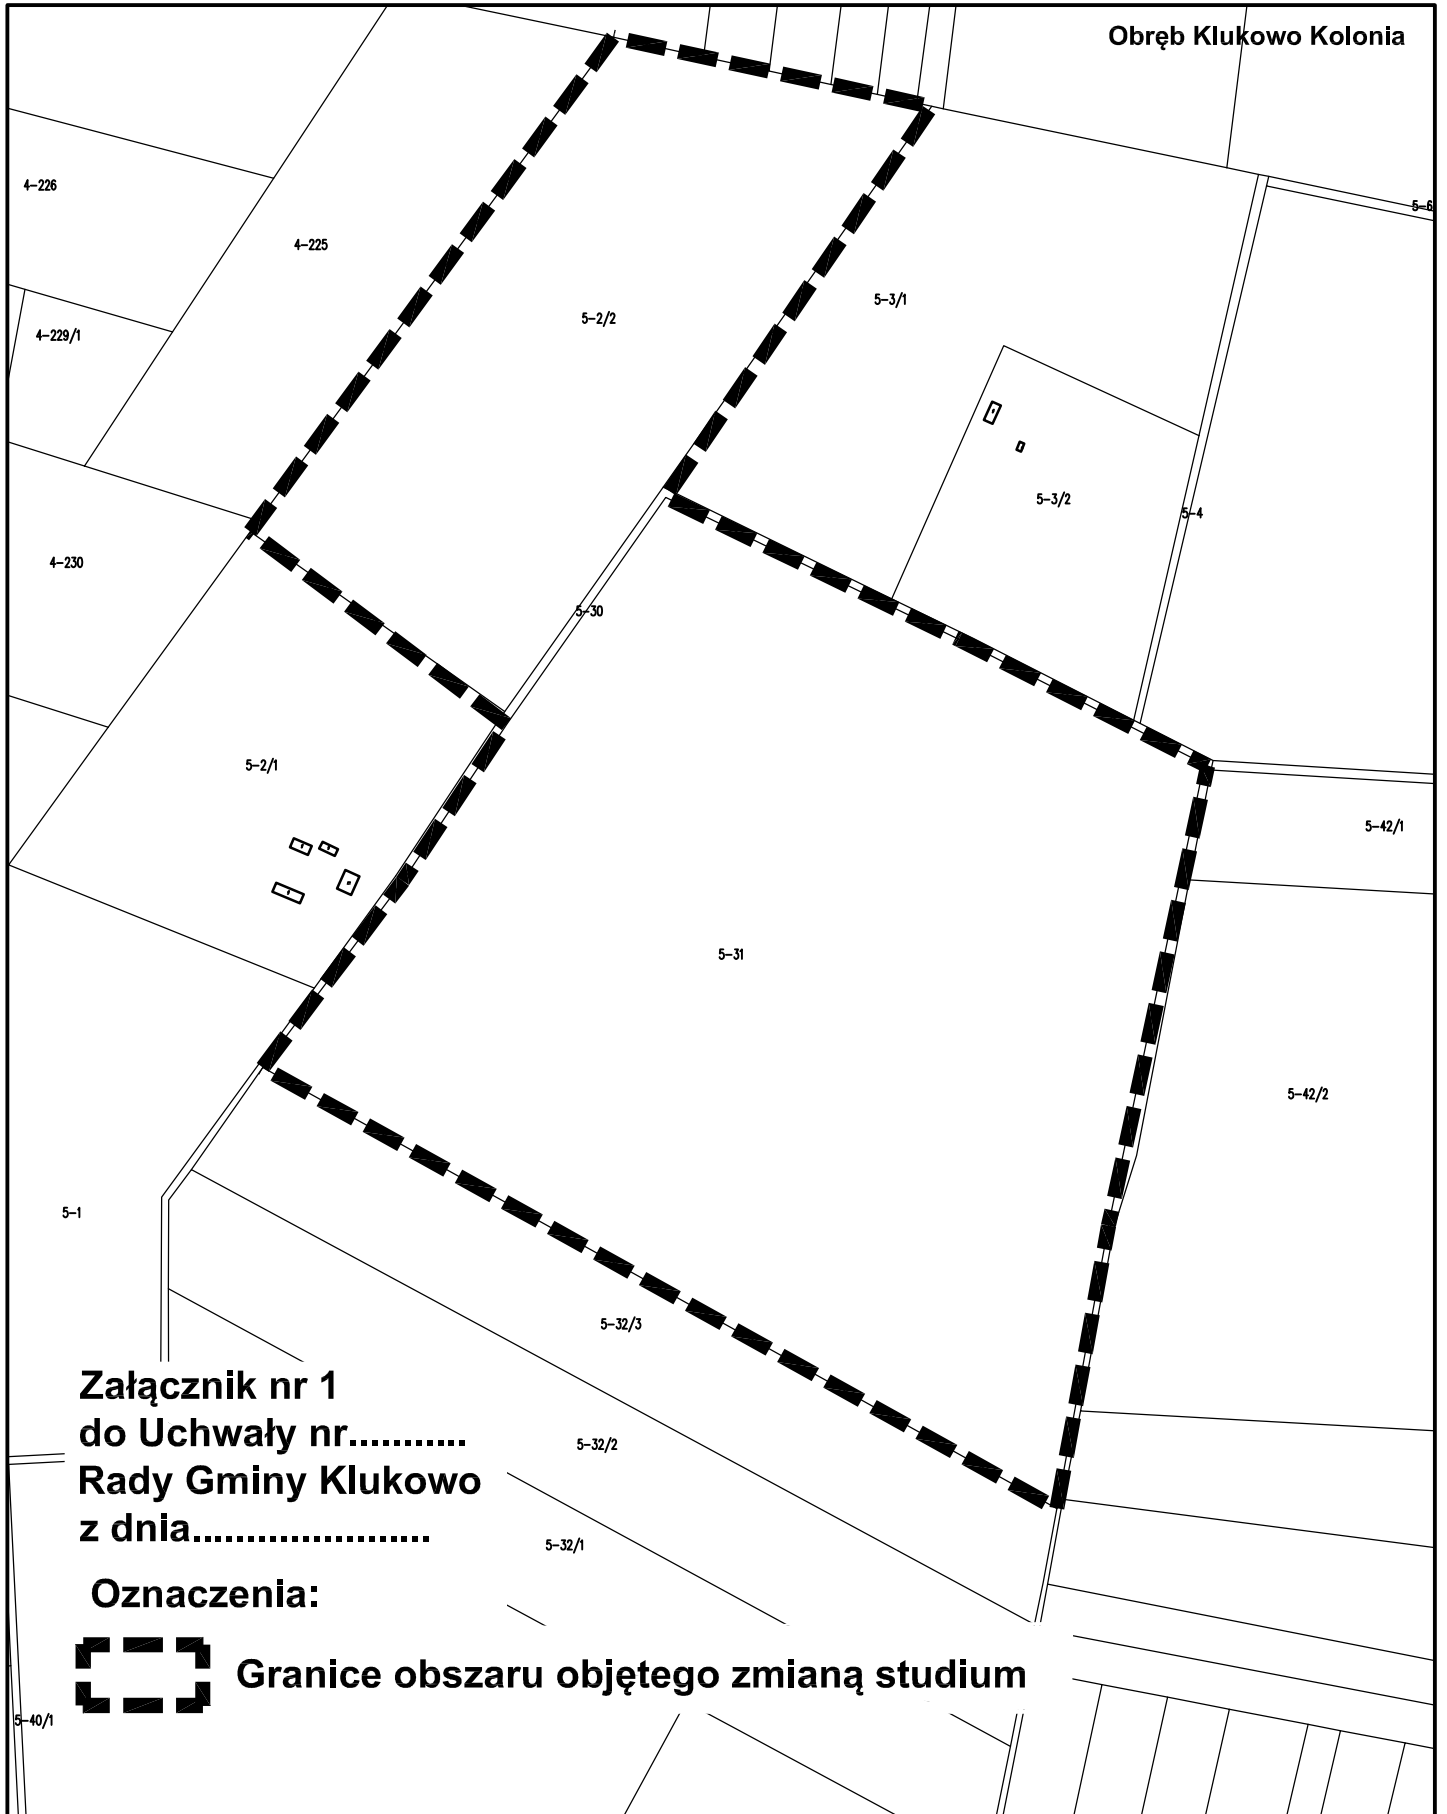 Obręb Klukowo Kolonia
4-226
5-6
4-225
5-3/1
5-2/2
4-229/1
5-3/2
5-4
4-230
5-30
5-2/1
5-42/1
5-31
5-42/2
5-1
5-32/3
Załącznik nr 1
do Uchwały nr...........
5-32/2
Rady Gminy Klukowo
z dnia......................
5-32/1
Oznaczenia:
Granice obszaru objętego zmianą studium
5-40/1